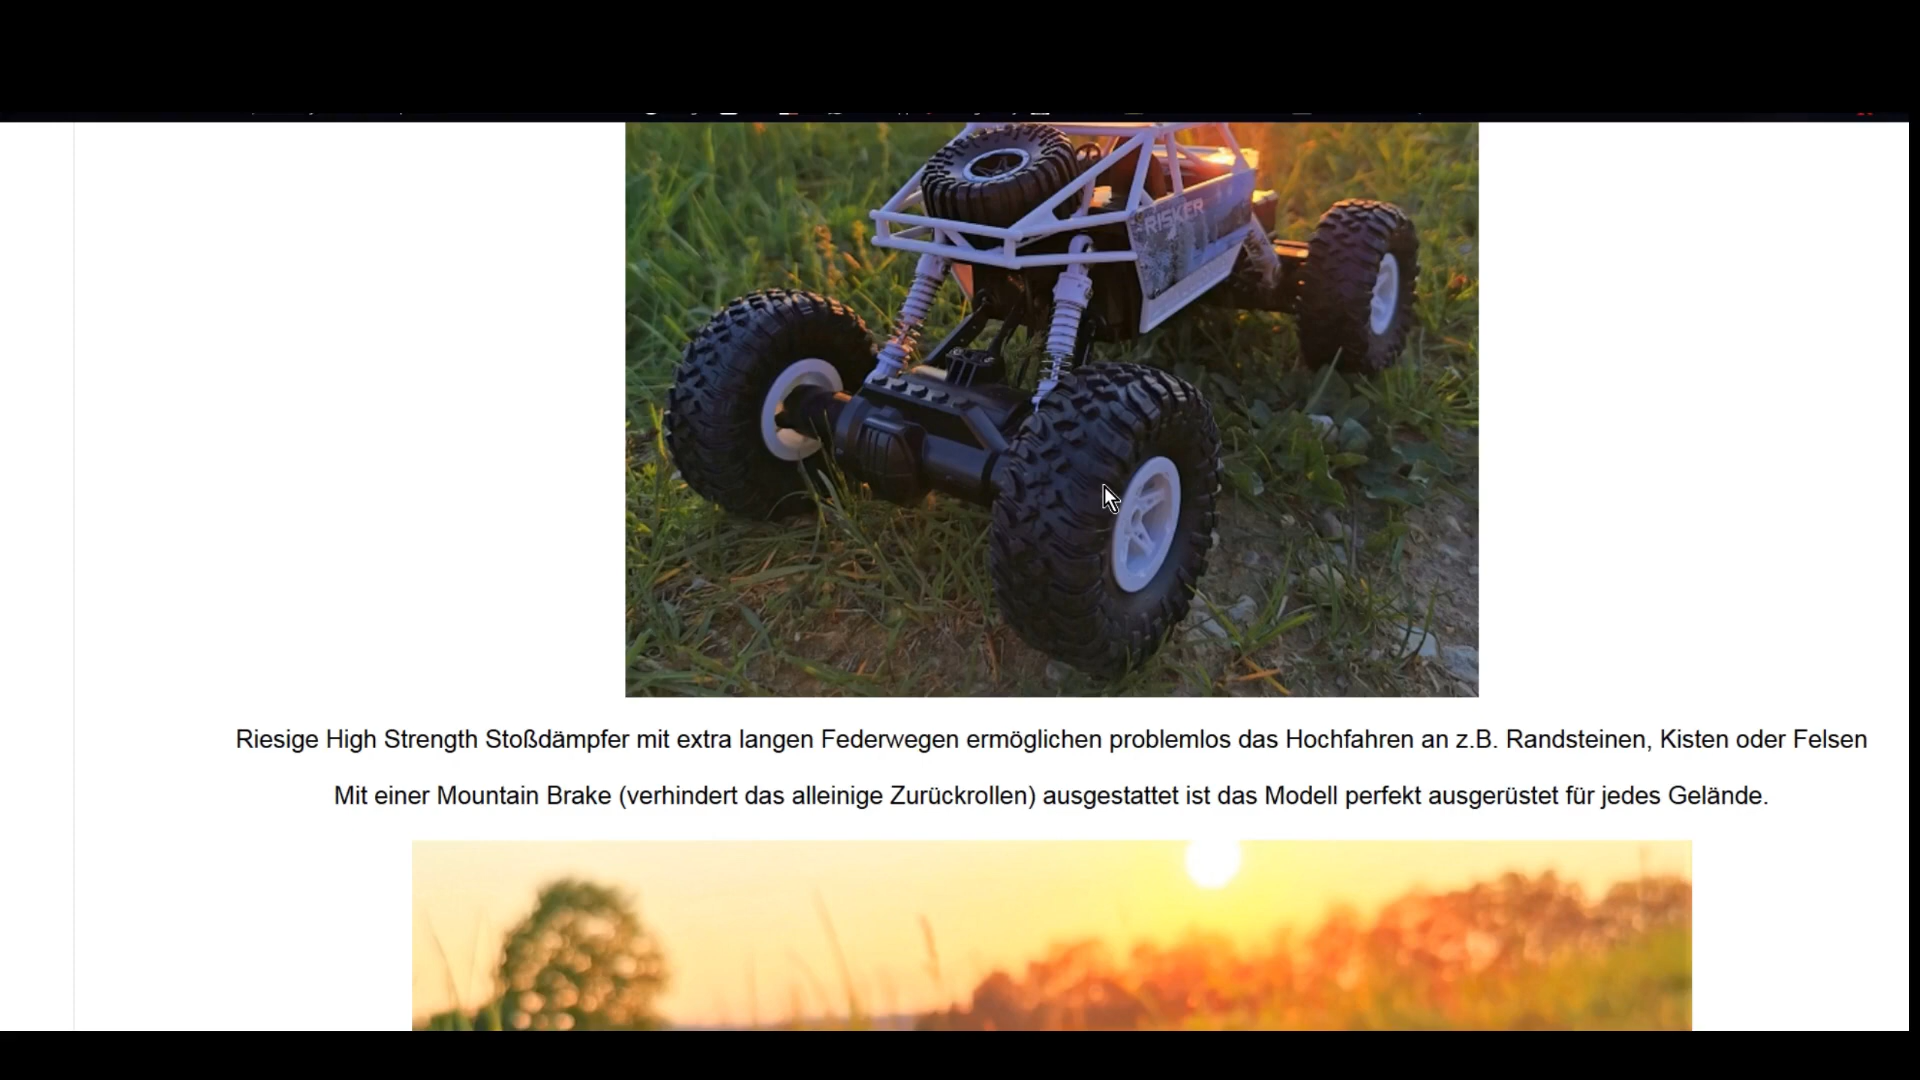 RISKER
Riesige High Strength Stoßdämpfer mit extra langen Federwegen ermöglichen problemlos das Hochfahren an z.B. Randsteinen, Kisten oder Felsen
Mit einer Mountain Brake (verhindert das alleinige Zurückrollen) ausgestattet ist das Modell perfekt ausgerüstet für jedes Gelände.